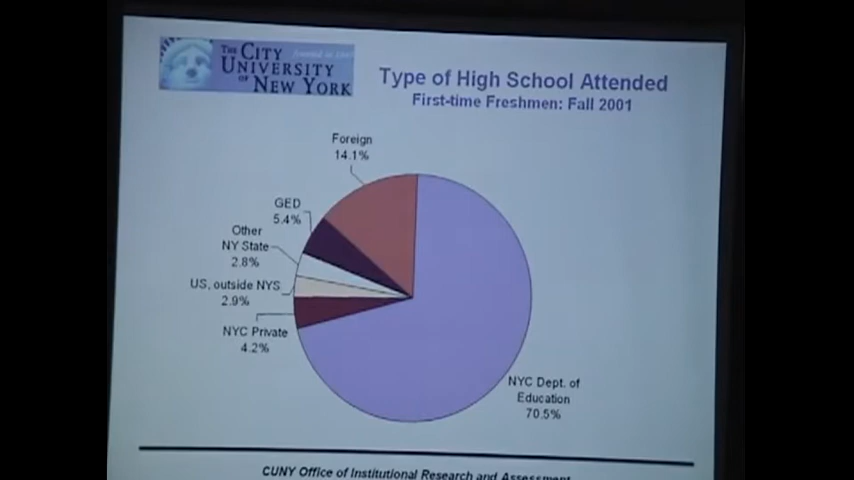 THE CITY
UNIVERSITY
OF NEW YORK
Type of High School Attended
First-time Freshmen: Fall 2001
Foreign
14.1%
GED
5.4%
Other
NY State
2.8%
US, outside NYS
2.9%
NYC Private
4.2%
NYC Dept. of
Education
70.5%
CUNY Office of Institutional Research and Assessment